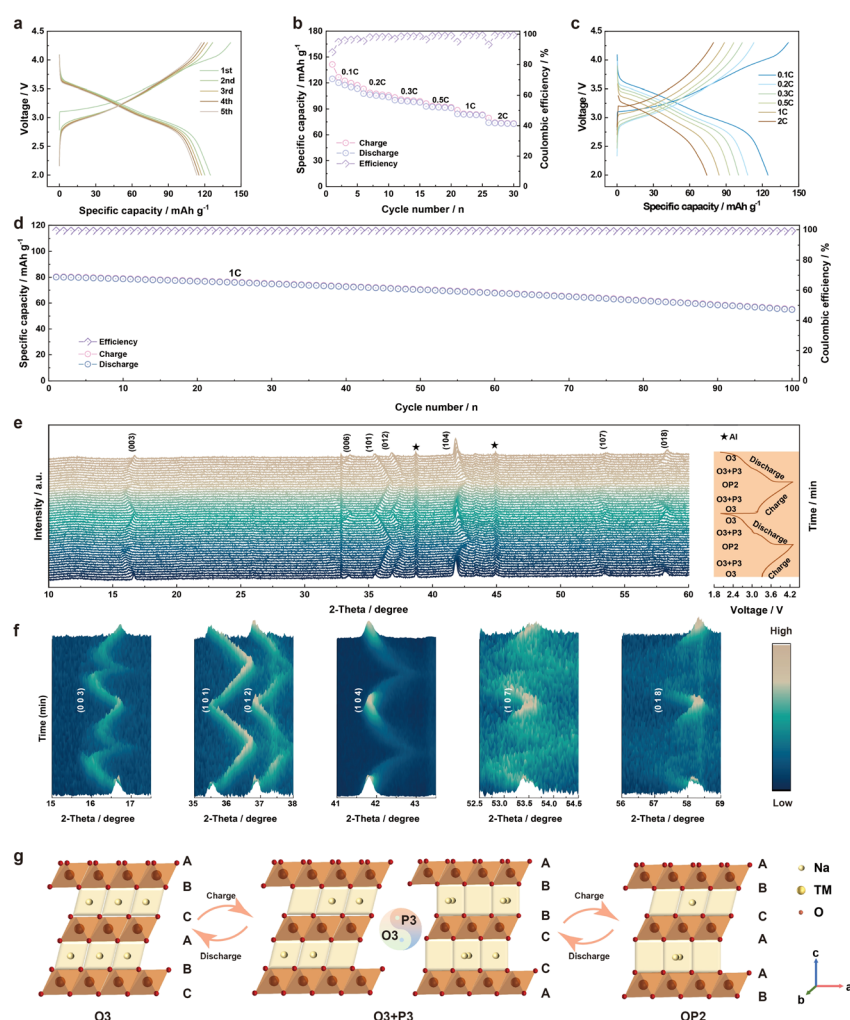 a
4.5
4.0
3.5
3.0
2.5
2.0
Voltage / V
1st
2nd
3rd
4th
5th
0 30 60 90 120 150
Specific capacity / mAh g⁻¹
b
180
150
120
90
60
30
0
Specific capacity / mAh g⁻¹
0.1C
0.2C
0.3C
0.5C
1C
2C
Charge
Discharge
Efficiency
100
80
60
40
20
0
Coulombic efficiency / %
0 5 10 15 20 25 30
Cycle number / n
c
4.5
4.0
3.5
3.0
2.5
2.0
Voltage / V
0.1C
0.2C
0.3C
0.5C
1C
2C
0 30 60 90 120 150
Specific capacity / mAh g⁻¹
d
120
100
80
60
40
20
0
Specific capacity / mAh g⁻¹
1C
Efficiency
Charge
Discharge
100
80
60
40
20
0
Coulombic efficiency / %
0 10 20 30 40 50 60 70 80 90 100
Cycle number / n
e
Intensity / a.u.
(003)
(006)
(101)
(012)
(104)
★
★
(107)
(018)
10 15 20 25 30 35 40 45 50 55 60
2-Theta / degree
★Al
O3
O3+P3
OP2
O3+P3
O3
O3
O3+P3
OP2
O3+P3
O3
Discharge
Charge
Discharge
Charge
Time / min
1.8 2.4 3.0 3.6 4.2
Voltage / V
f
Time (min)
(0 0 3)
15 16 17
2-Theta / degree
(1 0 1)
(0 1 2)
35 36 37 38
2-Theta / degree
(1 0 4)
41 42 43
2-Theta / degree
(1 0 7)
52.5 53.0 53.5 54.0 54.5
2-Theta / degree
(0 1 8)
56 57 58 59
2-Theta / degree
High
Low
g
A
B
C
A
B
C
O3
Charge
Discharge
P3
O3
A
B
B
C
C
A
O3+P3
Charge
Discharge
A
B
C
A
A
B
OP2
Na
TM
O
c
b
a